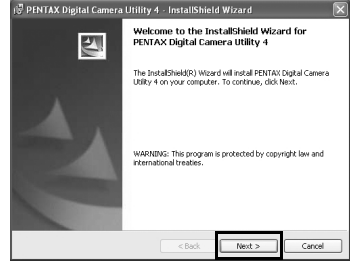 PENTAX Digital Camera Utility 4 - InstallShield Wizard
Welcome to the InstallShield Wizard for
PENTAX Digital Camera Utility 4
The InstallShield(R) Wizard will install PENTAX Digital Camera
Utility 4 on your computer. To continue, click Next.
WARNING: This program is protected by copyright law and
international treaties.
< Back Next > Cancel